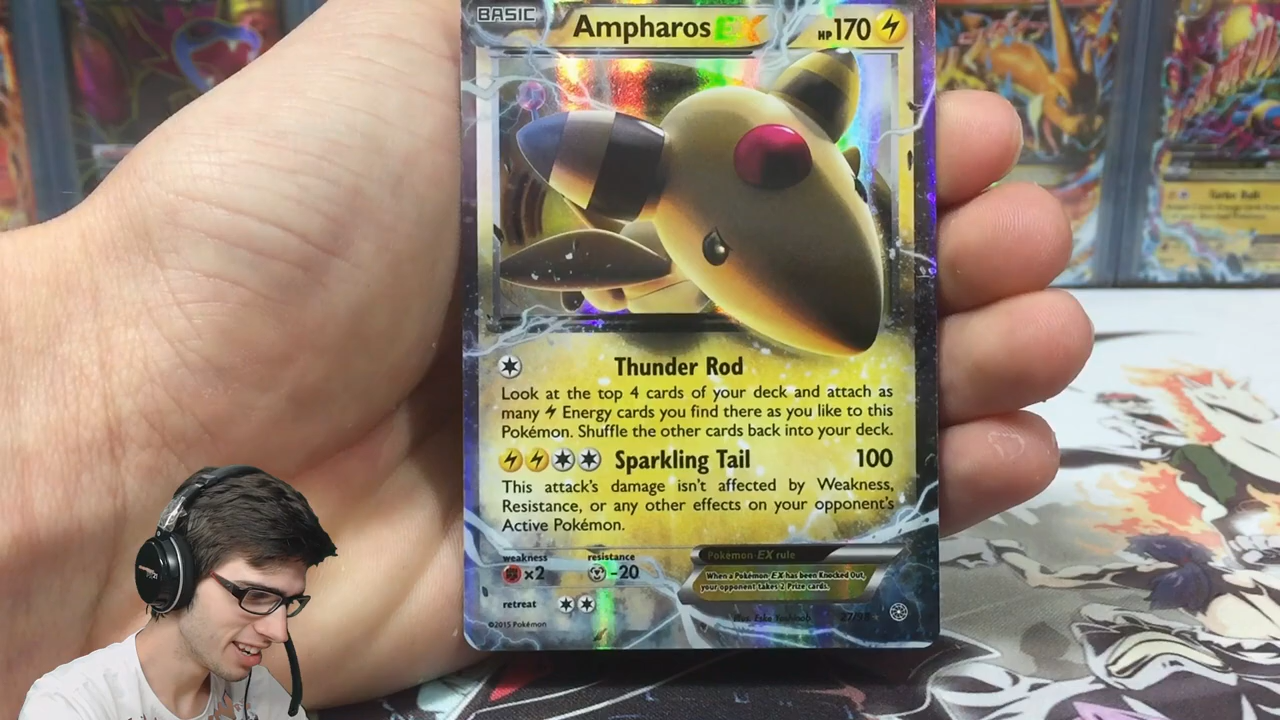 BASIC Ampharos EX HP170
Thunder Rod
Look at the top 4 cards of your deck and attach as
many Energy cards you find there as you like to this
Pokémon. Shuffle the other cards back into your deck.
Sparkling Tail 100
This attack's damage isn't affected by Weakness,
Resistance, or any other effects on your opponent's
Active Pokémon.
weakness resistance
×2 -20
retreat
Pokémon-EX rule
When a Pokémon-EX has been Knocked Out,
your opponent takes 2 Prize cards.
©2015 Pokémon
Illus. 27/98